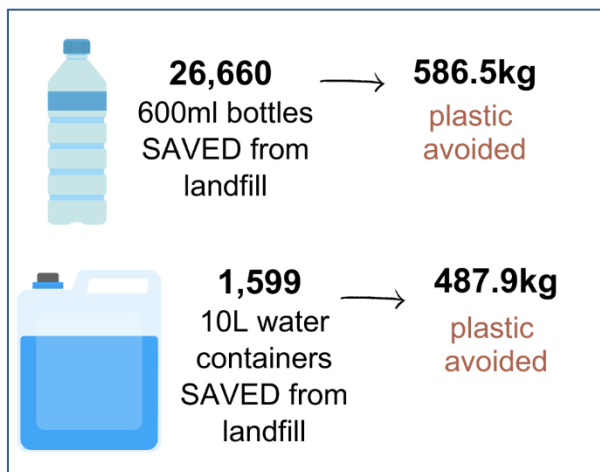 26,660
600ml bottles
SAVED from
landfill
586.5kg
plastic
avoided
1,599
10L water
containers
SAVED from
landfill
487.9kg
plastic
avoided